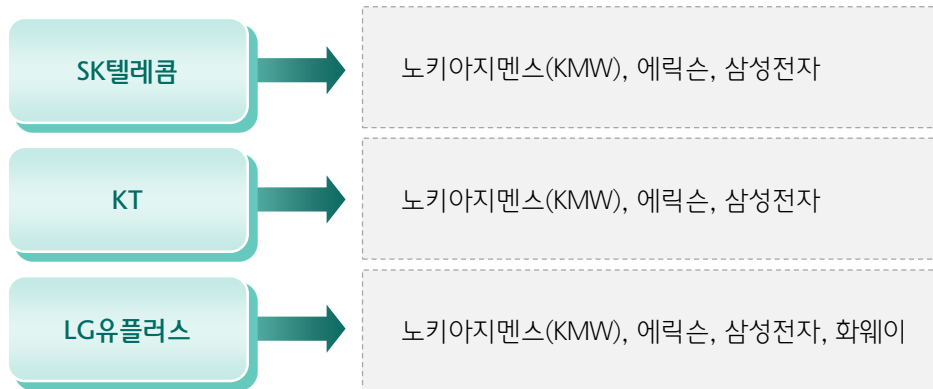 SK텔레콤
노키아지멘스(KMW), 에릭슨, 삼성전자
KT
노키아지멘스(KMW), 에릭슨, 삼성전자
LG유플러스
노키아지멘스(KMW), 에릭슨, 삼성전자, 화웨이